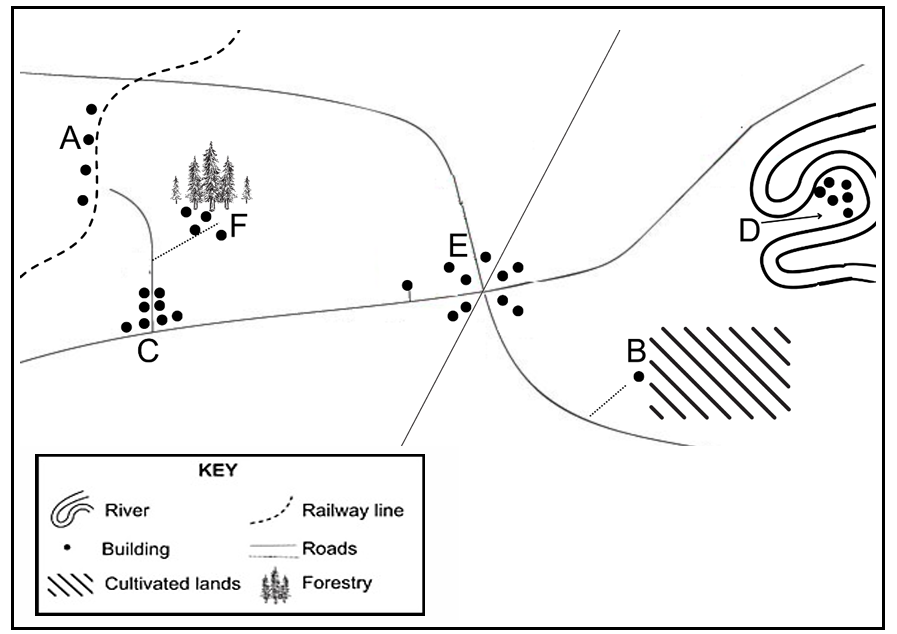 A
F
E
D
B
C
KEY
River
Railway line
Building
Roads
Cultivated lands
Forestry